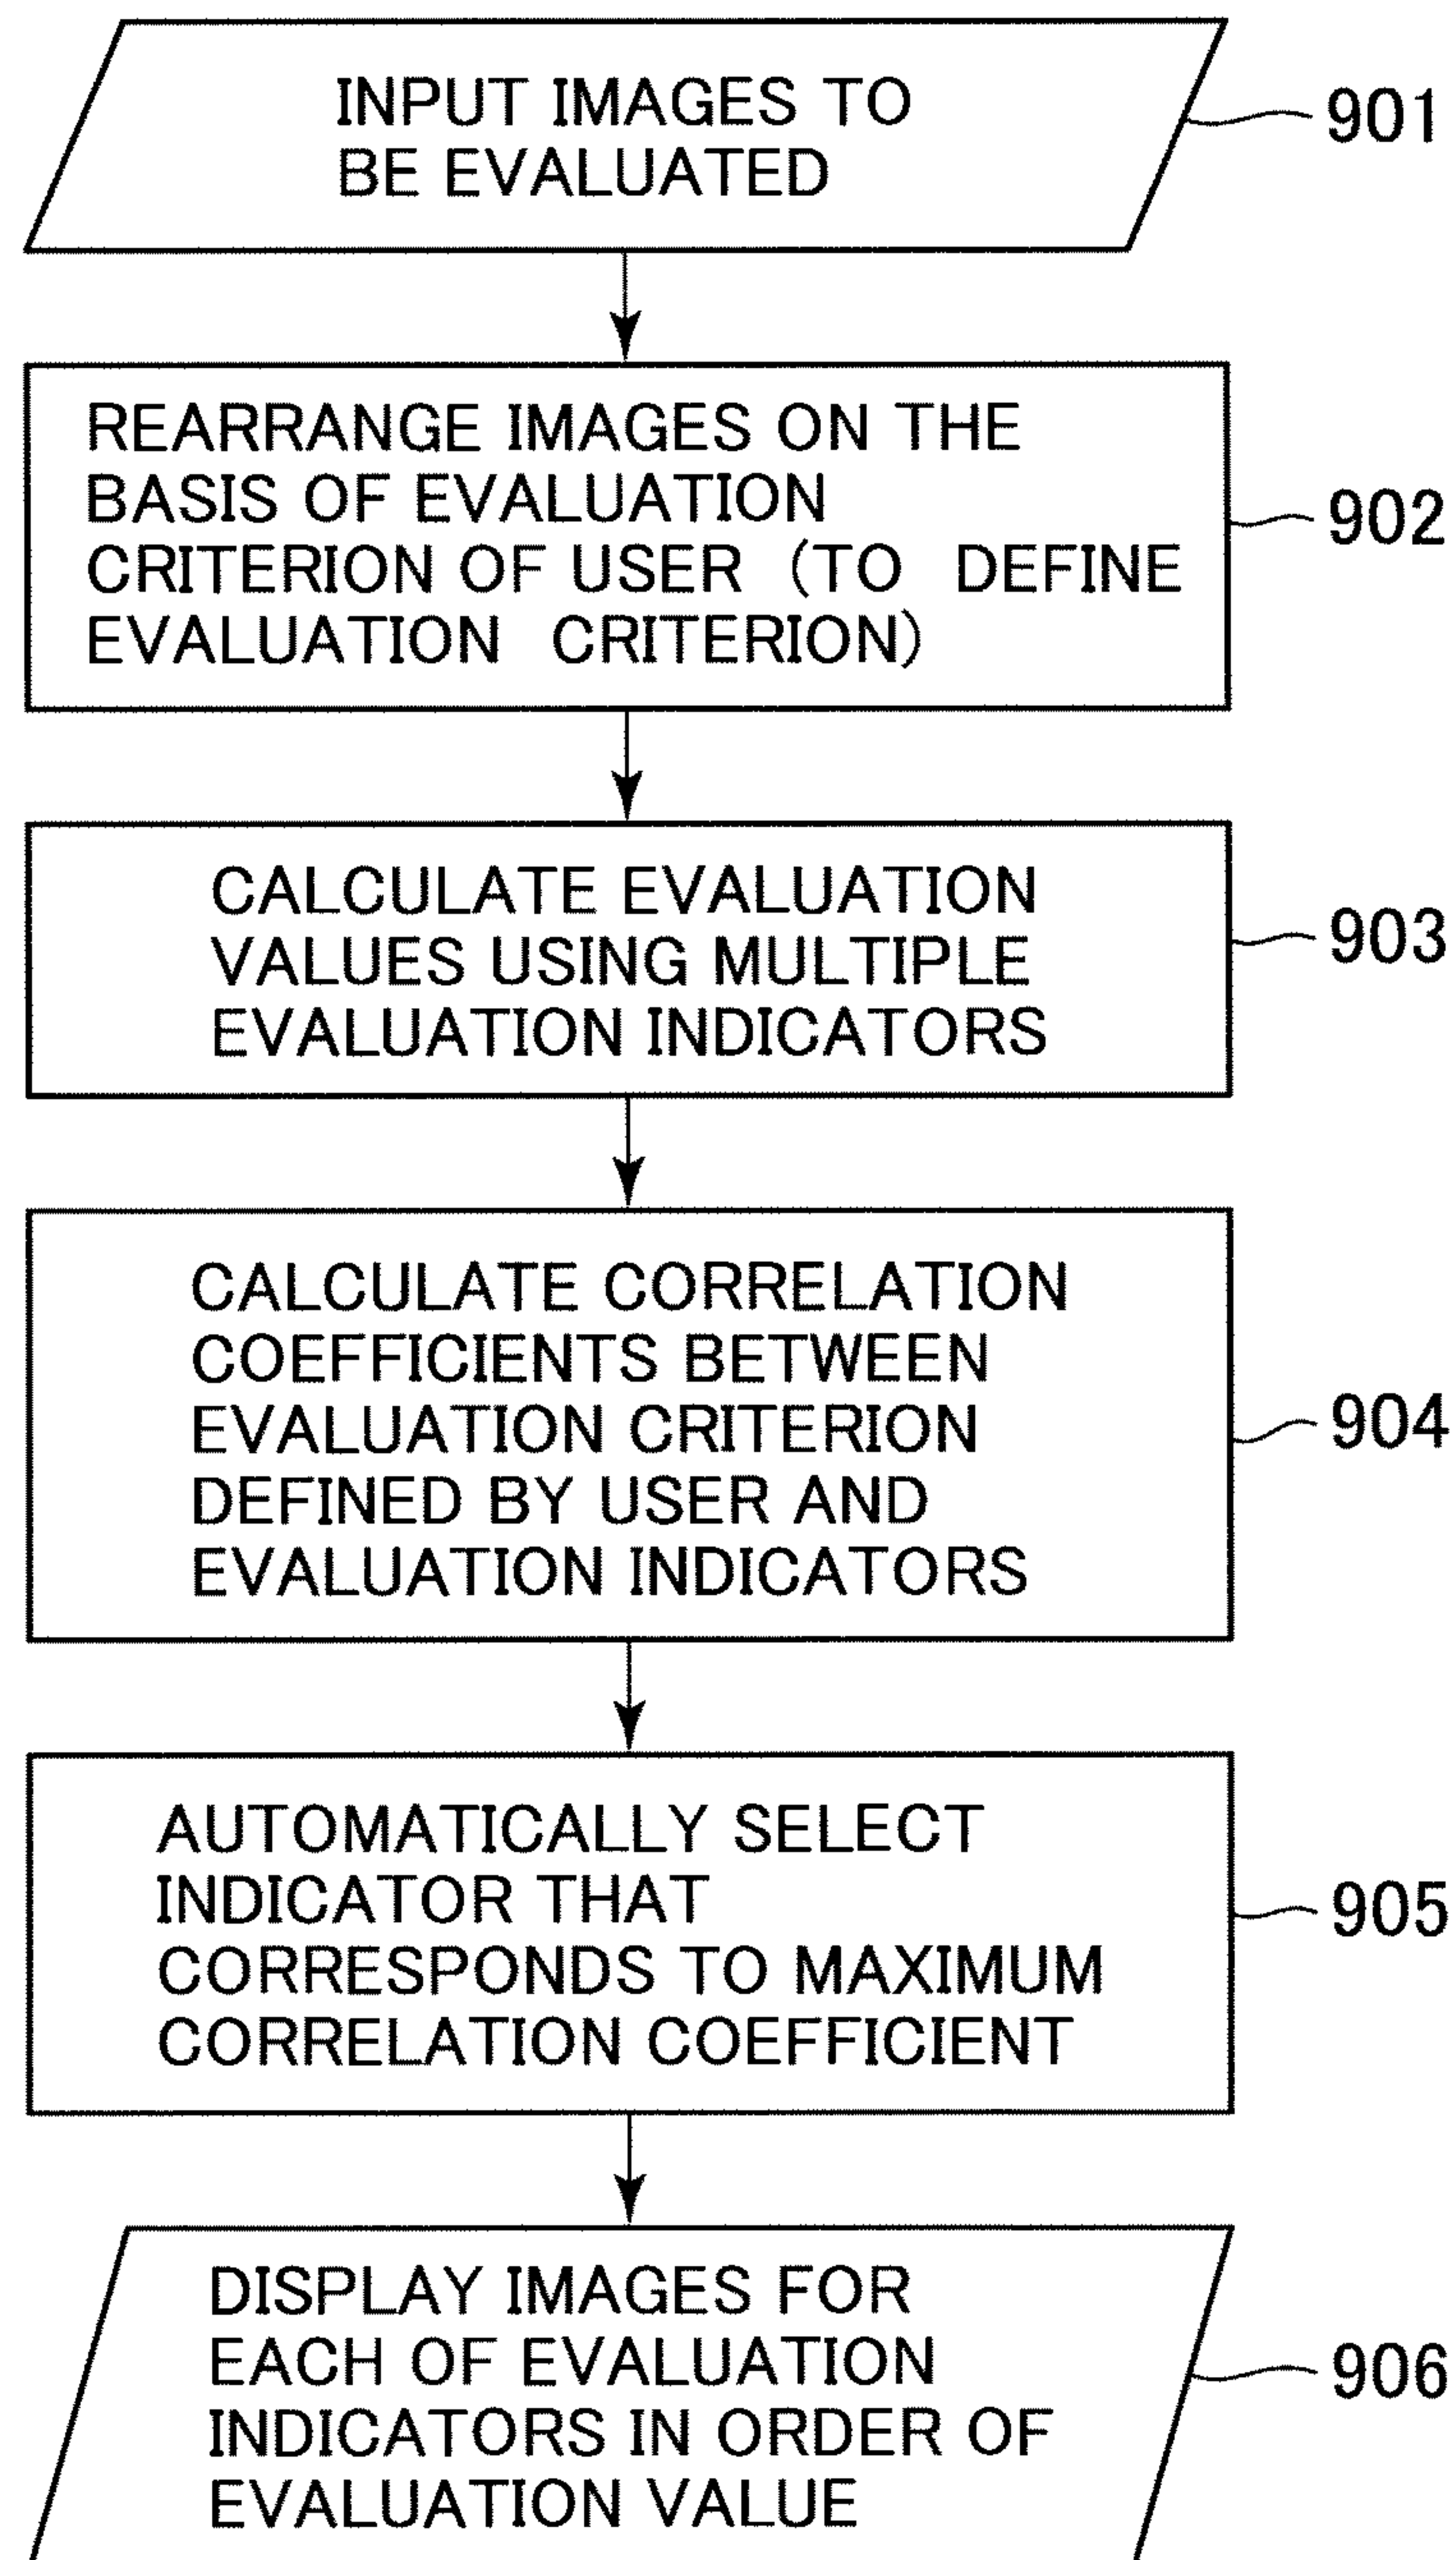 INPUT IMAGES TO
BE EVALUATED
901
REARRANGE IMAGES ON THE
BASIS OF EVALUATION
CRITERION OF USER (TO DEFINE
EVALUATION CRITERION)
902
CALCULATE EVALUATION
VALUES USING MULTIPLE
EVALUATION INDICATORS
903
CALCULATE CORRELATION
COEFFICIENTS BETWEEN
EVALUATION CRITERION
DEFINED BY USER AND
EVALUATION INDICATORS
904
AUTOMATICALLY SELECT
INDICATOR THAT
CORRESPONDS TO MAXIMUM
CORRELATION COEFFICIENT
905
DISPLAY IMAGES FOR
EACH OF EVALUATION
INDICATORS IN ORDER OF
EVALUATION VALUE
906